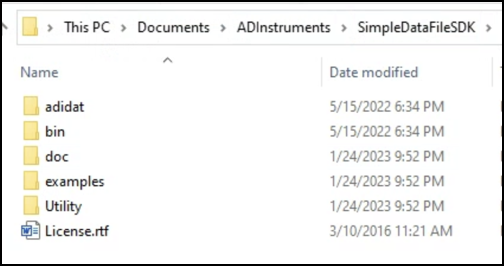 This PC > Documents > ADInstruments > SimpleDataFileSDK >
Name Date modified
adidat 5/15/2022 6:34 PM
bin 5/15/2022 6:34 PM
doc 1/24/2023 9:52 PM
examples 1/24/2023 9:52 PM
Utility 1/24/2023 9:52 PM
License.rtf 3/10/2016 11:21 AM